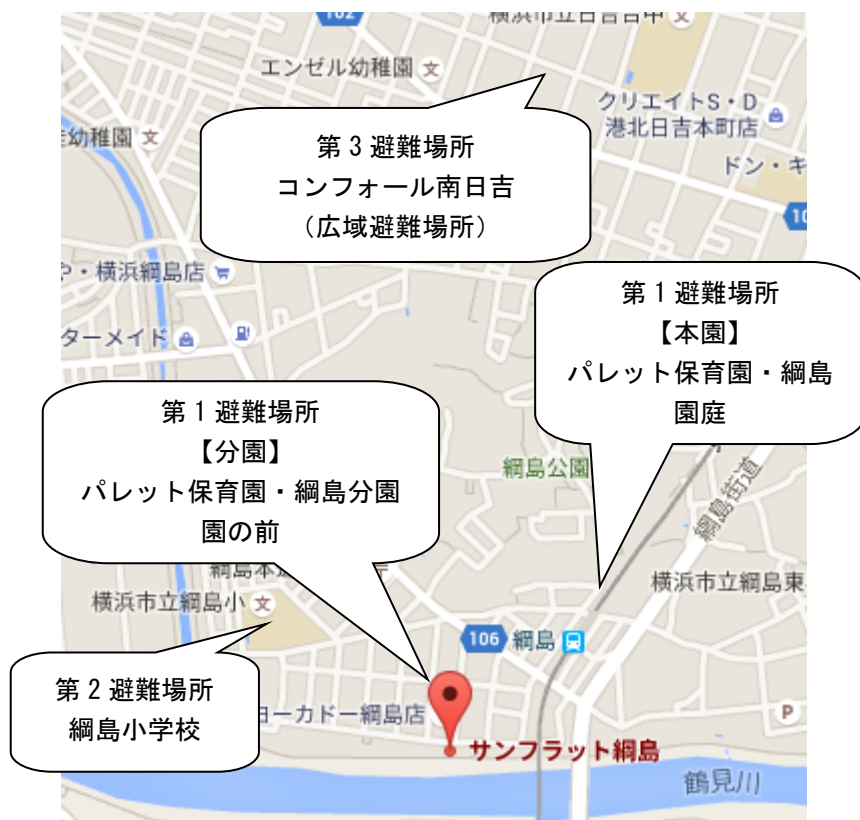 102
横浜市立日吉台中
エンゼル幼稚園
クリエイトS・D
港北日吉本町店
幼稚園
ドン・キ
第3避難場所
コンフォール南日吉
（広域避難場所）
10
や・横浜綱島店
ターメイド
第1避難場所
【本園】
パレット保育園・綱島
園庭
第1避難場所
【分園】
パレット保育園・綱島分園
園の前
綱島公園
綱島街道
横浜市立綱島小
横浜市立綱島東
106
綱島
第2避難場所
綱島小学校
ヨーカドー綱島店
P
サンフラット綱島
鶴見川